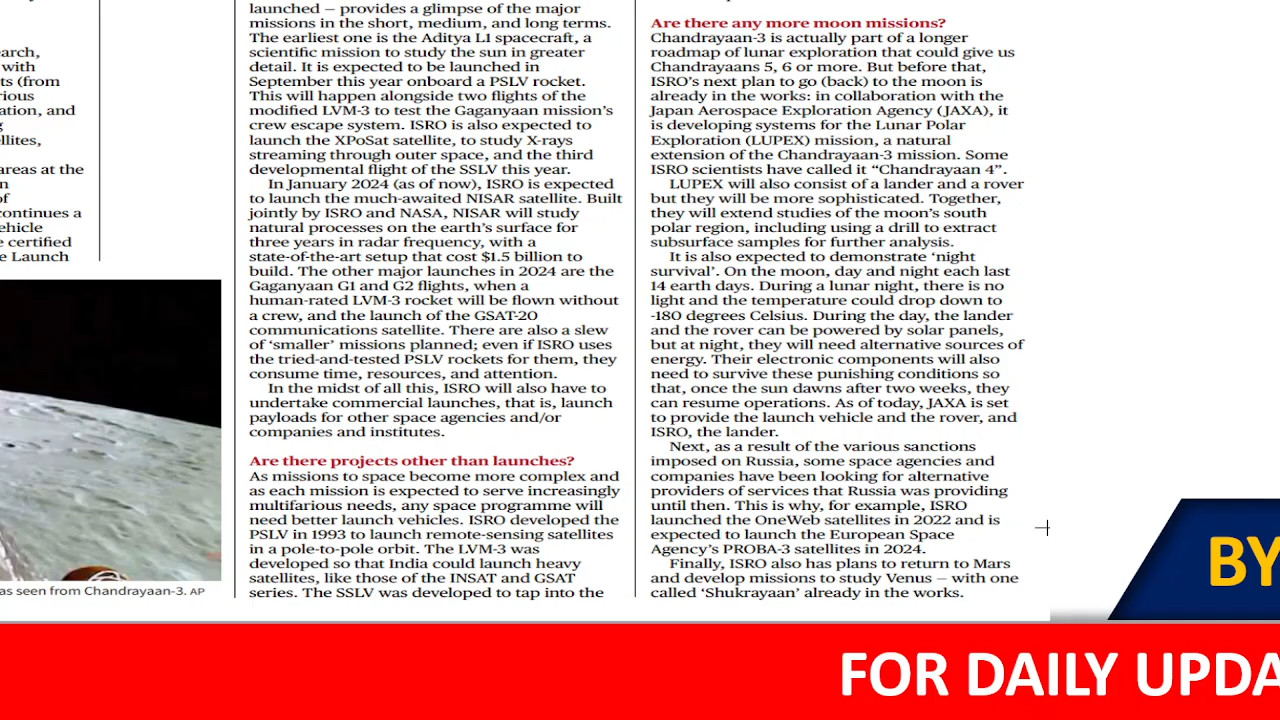 earch,
with
ts (from
rious
ation, and
g
ellites,
areas at the
n
of
continues a
ehicle
e certified
e Launch
as seen from Chandrayaan-3. AP
launched – provides a glimpse of the major
missions in the short, medium, and long terms.
The earliest one is the Aditya L1 spacecraft, a
scientific mission to study the sun in greater
detail. It is expected to be launched in
September this year onboard a PSLV rocket.
This will happen alongside two flights of the
modified LVM-3 to test the Gaganyaan mission's
crew escape system. ISRO is also expected to
launch the XPoSat satellite, to study X-rays
streaming through outer space, and the third
developmental flight of the SSLV this year.
In January 2024 (as of now), ISRO is expected
to launch the much-awaited NISAR satellite. Built
jointly by ISRO and NASA, NISAR will study
natural processes on the earth's surface for
three years in radar frequency, with a
state-of-the-art setup that cost $1.5 billion to
build. The other major launches in 2024 are the
Gaganyaan G1 and G2 flights, when a
human-rated LVM-3 rocket will be flown without
a crew, and the launch of the GSAT-20
communications satellite. There are also a slew
of 'smaller' missions planned; even if ISRO uses
the tried-and-tested PSLV rockets for them, they
consume time, resources, and attention.
In the midst of all this, ISRO will also have to
undertake commercial launches, that is, launch
payloads for other space agencies and/or
companies and institutes.
Are there projects other than launches?
As missions to space become more complex and
as each mission is expected to serve increasingly
multifarious needs, any space programme will
need better launch vehicles. ISRO developed the
PSLV in 1993 to launch remote-sensing satellites
in a pole-to-pole orbit. The LVM-3 was
developed so that India could launch heavy
satellites, like those of the INSAT and GSAT
series. The SSLV was developed to tap into the
Are there any more moon missions?
Chandrayaan-3 is actually part of a longer
roadmap of lunar exploration that could give us
Chandrayaans 5, 6 or more. But before that,
ISRO's next plan to go (back) to the moon is
already in the works: in collaboration with the
Japan Aerospace Exploration Agency (JAXA), it
is developing systems for the Lunar Polar
Exploration (LUPEX) mission, a natural
extension of the Chandrayaan-3 mission. Some
ISRO scientists have called it "Chandrayaan 4".
LUPEX will also consist of a lander and a rover
but they will be more sophisticated. Together,
they will extend studies of the moon's south
polar region, including using a drill to extract
subsurface samples for further analysis.
It is also expected to demonstrate 'night
survival'. On the moon, day and night each last
14 earth days. During a lunar night, there is no
light and the temperature could drop down to
-180 degrees Celsius. During the day, the lander
and the rover can be powered by solar panels,
but at night, they will need alternative sources of
energy. Their electronic components will also
need to survive these punishing conditions so
that, once the sun dawns after two weeks, they
can resume operations. As of today, JAXA is set
to provide the launch vehicle and the rover, and
ISRO, the lander.
Next, as a result of the various sanctions
imposed on Russia, some space agencies and
companies have been looking for alternative
providers of services that Russia was providing
until then. This is why, for example, ISRO
launched the OneWeb satellites in 2022 and is
expected to launch the European Space
Agency's PROBA-3 satellites in 2024.
Finally, ISRO also has plans to return to Mars
and develop missions to study Venus – with one
called 'Shukrayaan' already in the works.
BY
FOR DAILY UPDA